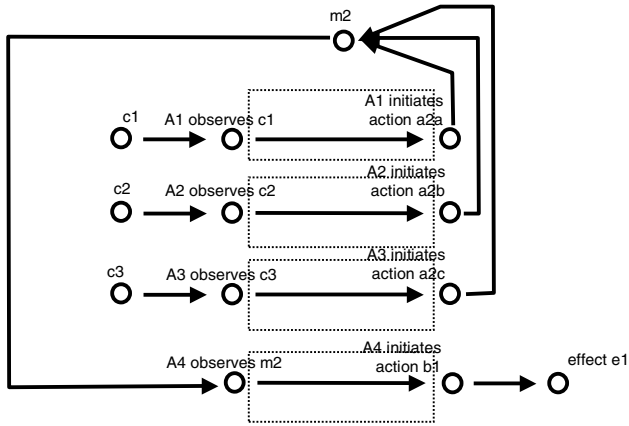 m2
A1 initiates
action a2a
c1
A1 observes c1
A2 initiates
action a2b
c2
A2 observes c2
A3 initiates
action a2c
c3
A3 observes c3
A4 initiates
action b1
A4 observes m2
effect e1